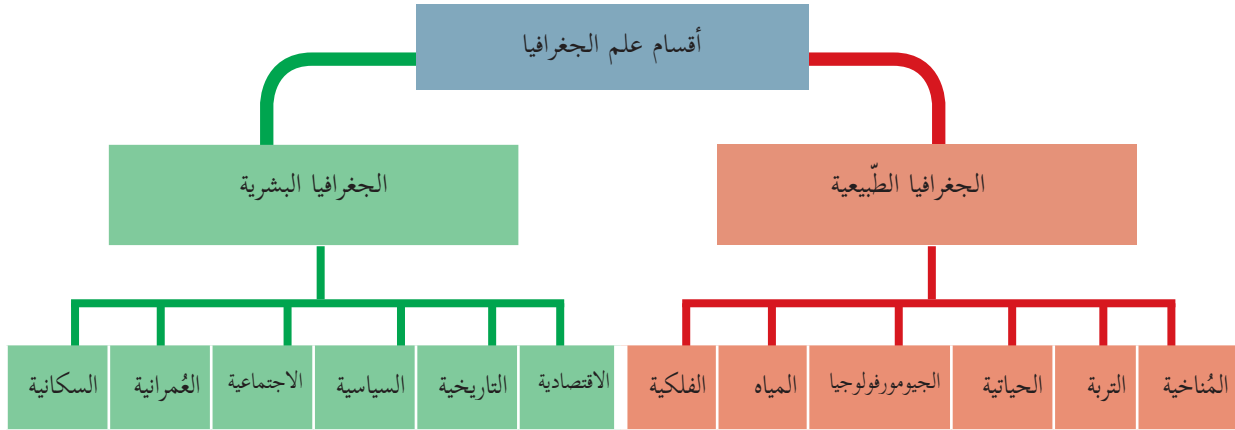 أقسام علم الجغرافيا
الجغرافيا الطّبيعية
الجغرافيا البشرية
المُناخية
التربة
الحياتية
الجيومورفولوجيا
المياه
الفلكية
الاقتصادية
التاريخية
السياسية
الاجتماعية
العُمرانية
السكانية